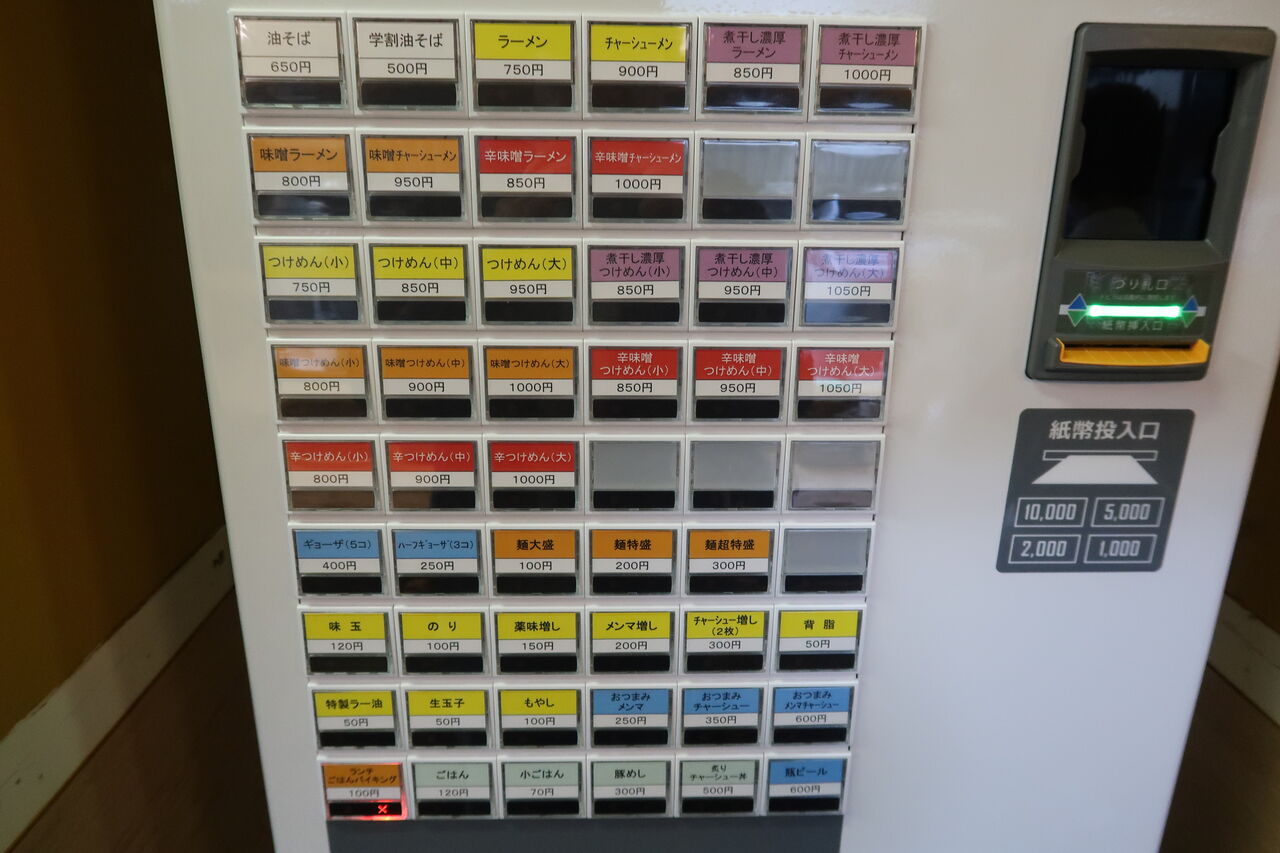 油そば
650円
学割油そば
500円
ラーメン
750円
チャーシューメン
900円
煮干し濃厚
ラーメン
850円
煮干し濃厚
チャーシューメン
1000円
味噌ラーメン
800円
味噌チャーシューメン
950円
辛味噌ラーメン
850円
辛味噌チャーシューメン
1000円
つけめん(小)
750円
つけめん(中)
850円
つけめん(大)
950円
煮干し濃厚
つけめん(小)
850円
煮干し濃厚
つけめん(中)
950円
煮干し濃厚
つけめん(大)
1050円
味噌つけめん(小)
800円
味噌つけめん(中)
900円
味噌つけめん(大)
1000円
辛味噌
つけめん(小)
850円
辛味噌
つけめん(中)
950円
辛味噌
つけめん(大)
1050円
辛つけめん(小)
800円
辛つけめん(中)
900円
辛つけめん(大)
1000円
ギョーザ(5コ)
400円
ハーフギョーザ(3コ)
250円
麺大盛
100円
麺特盛
200円
麺超特盛
300円
味玉
120円
のり
100円
薬味増し
150円
メンマ増し
200円
チャーシュー増し
(2枚)
300円
背脂
50円
特製ラー油
50円
生玉子
50円
もやし
100円
おつまみ
メンマ
250円
おつまみ
チャーシュー
350円
おつまみ
メンマチャーシュー
600円
ランチ
ごはんバイキング
100円
×
ごはん
120円
小ごはん
70円
豚めし
300円
炙り
チャーシュー丼
500円
瓶ビール
600円
つり札口
紙幣挿入口
紙幣投入口
10,000
5,000
2,000
1,000